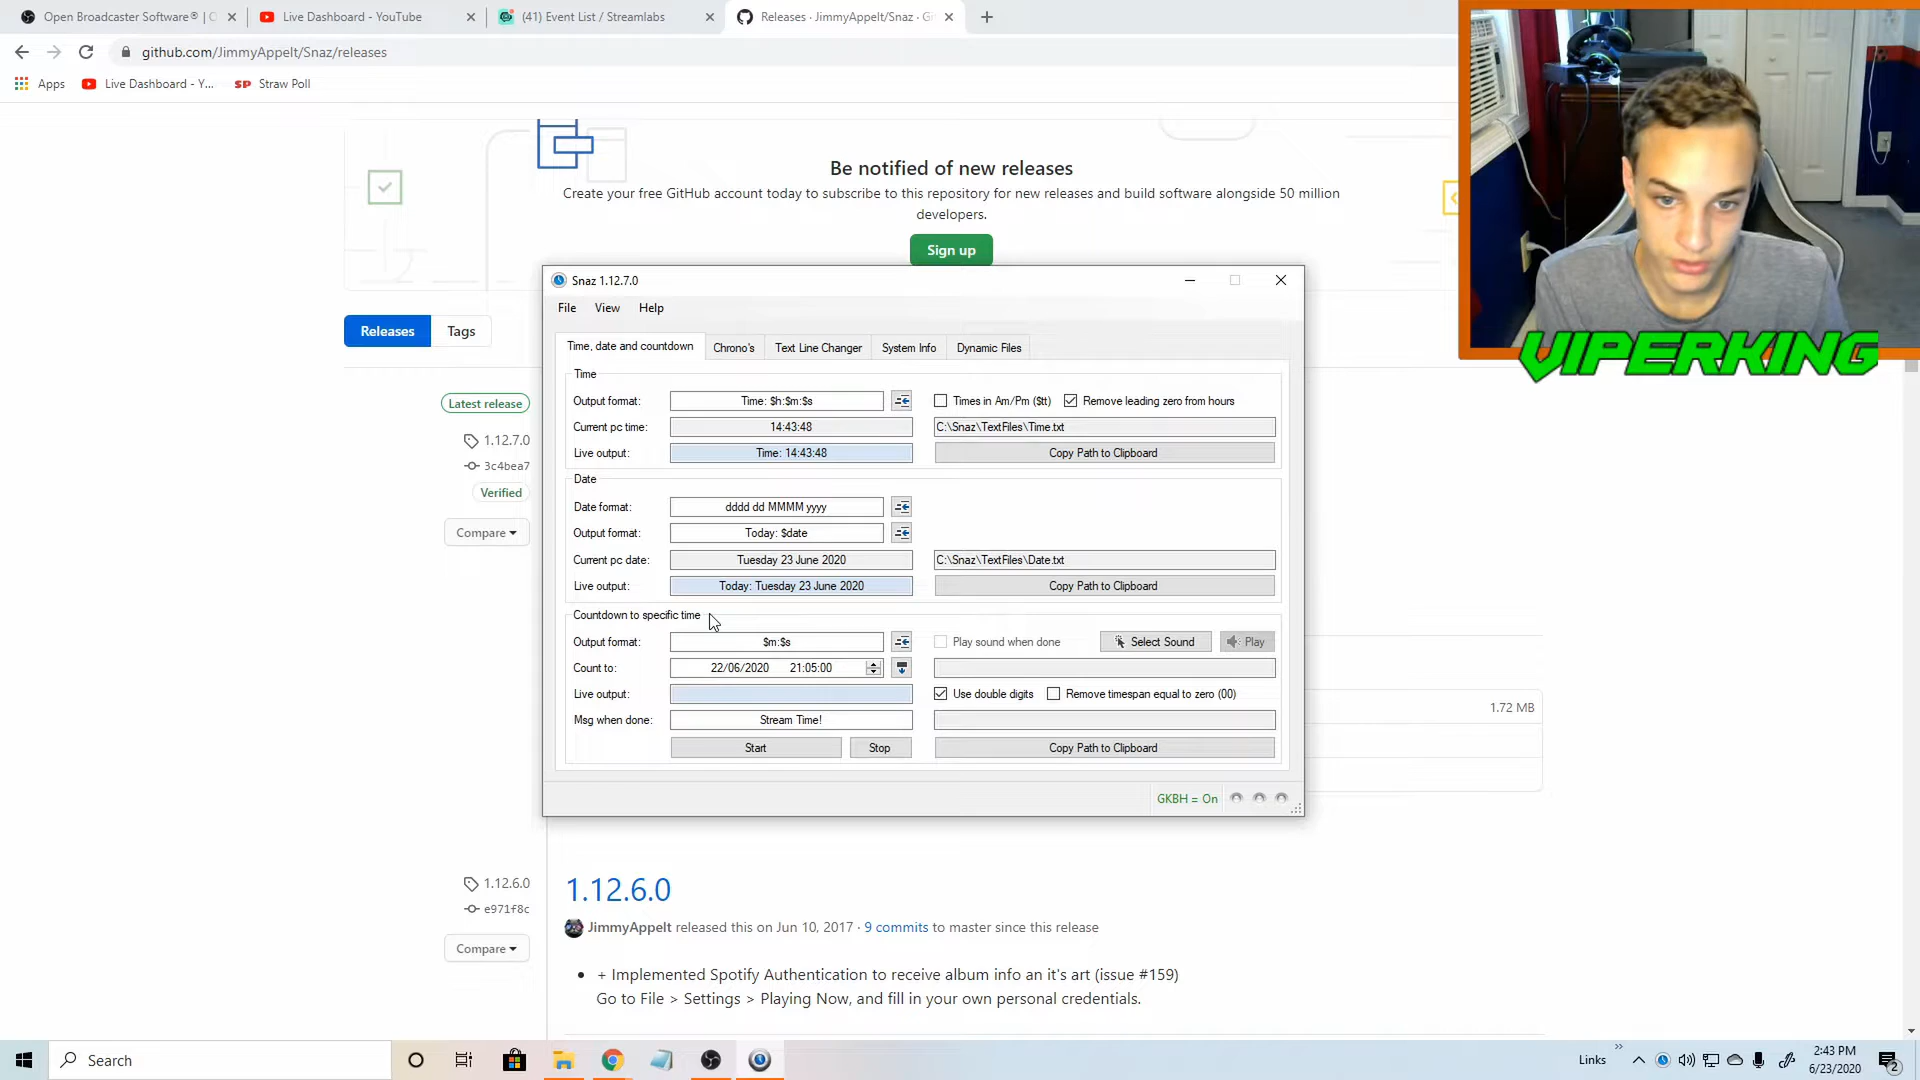 Open Broadcaster Software® | O
Live Dashboard - YouTube
(41) Event List / Streamlabs
Releases · JimmyAppelt/Snaz · Gi
github.com/JimmyAppelt/Snaz/releases
Apps
Live Dashboard - Y...
SP Straw Poll
Be notified of new releases
Create your free GitHub account today to subscribe to this repository for new releases and build software alongside 50 million
developers.
Sign up
VIPERKING
Releases
Tags
Latest release
1.12.7.0
3c4bea7
Verified
Compare
Snaz 1.12.7.0
File View Help
Time, date and countdown
Chrono's
Text Line Changer
System Info
Dynamic Files
Time
Output format: Time: $h:$m:$s
Times in Am/Pm ($tt)
Remove leading zero from hours
Current pc time: 14:43:48
C:\Snaz\TextFiles\Time.txt
Live output: Time: 14:43:48
Copy Path to Clipboard
Date
Date format: dddd dd MMMM yyyy
Output format: Today: $date
Current pc date: Tuesday 23 June 2020
C:\Snaz\TextFiles\Date.txt
Live output: Today: Tuesday 23 June 2020
Copy Path to Clipboard
Countdown to specific time
Output format: $m:$s
Play sound when done
Select Sound
Play
Count to: 22/06/2020 21:05:00
Live output:
Use double digits
Remove timespan equal to zero (00)
Msg when done: Stream Time!
Start
Stop
Copy Path to Clipboard
GKBH = On
1.72 MB
1.12.6.0
e971f8c
Compare
1.12.6.0
JimmyAppelt released this on Jun 10, 2017 · 9 commits to master since this release
+ Implemented Spotify Authentication to receive album info an it's art (issue #159)
Go to File > Settings > Playing Now, and fill in your own personal credentials.
Search
Links
2:43 PM
6/23/2020
2